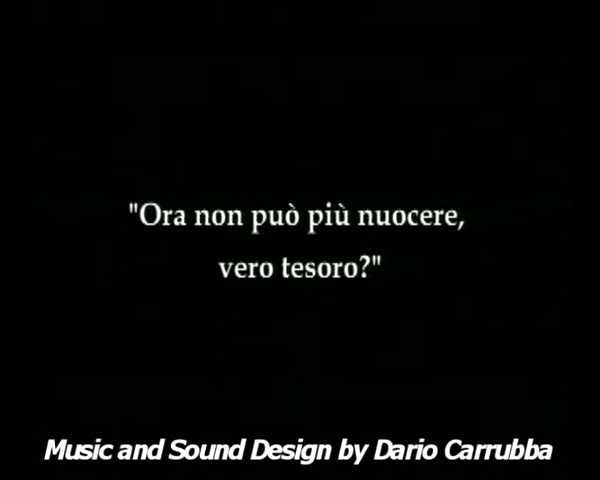 "Ora non può più nuocere,
vero tesoro?"
Music and Sound Design by Dario Carrubba